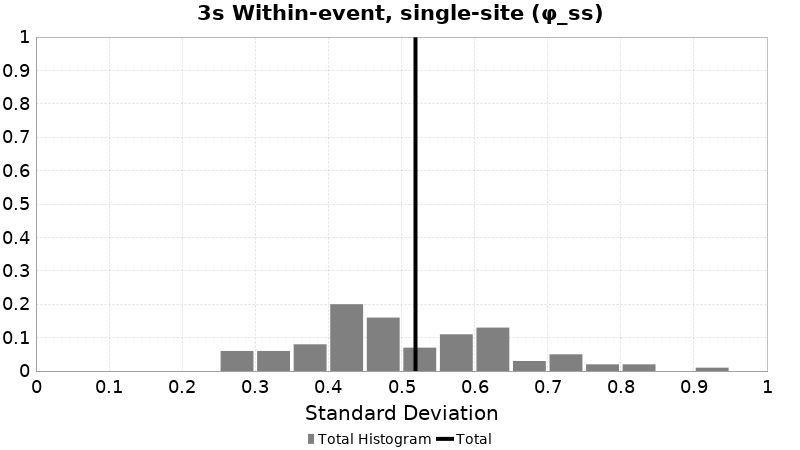 3s Within-event, single-site (φ_ss)
1
0.9
0.8
0.7
0.6
0.5
0.4
0.3
0.2
0.1
0
0 0.1 0.2 0.3 0.4 0.5 0.6 0.7 0.8 0.9 1
Standard Deviation
Total Histogram Total